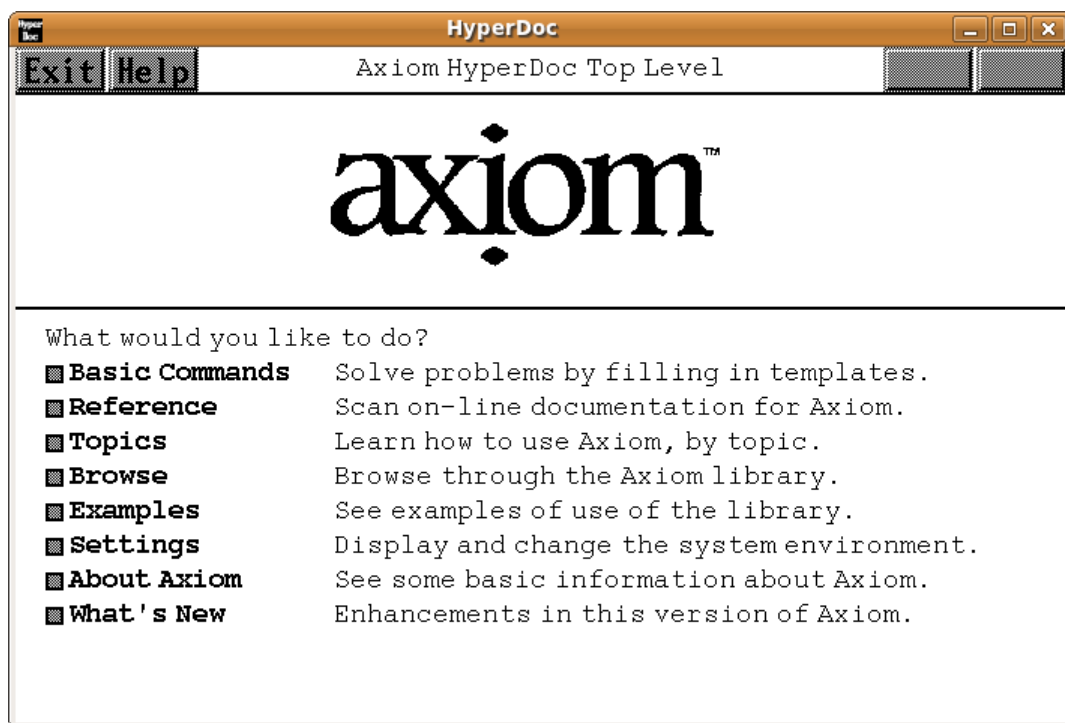 Hyper
Doc
HyperDoc
Exit Help Axiom HyperDoc Top Level
axiom™
What would you like to do?
Basic Commands Solve problems by filling in templates.
Reference Scan on-line documentation for Axiom.
Topics Learn how to use Axiom, by topic.
Browse Browse through the Axiom library.
Examples See examples of use of the library.
Settings Display and change the system environment.
About Axiom See some basic information about Axiom.
What's New Enhancements in this version of Axiom.